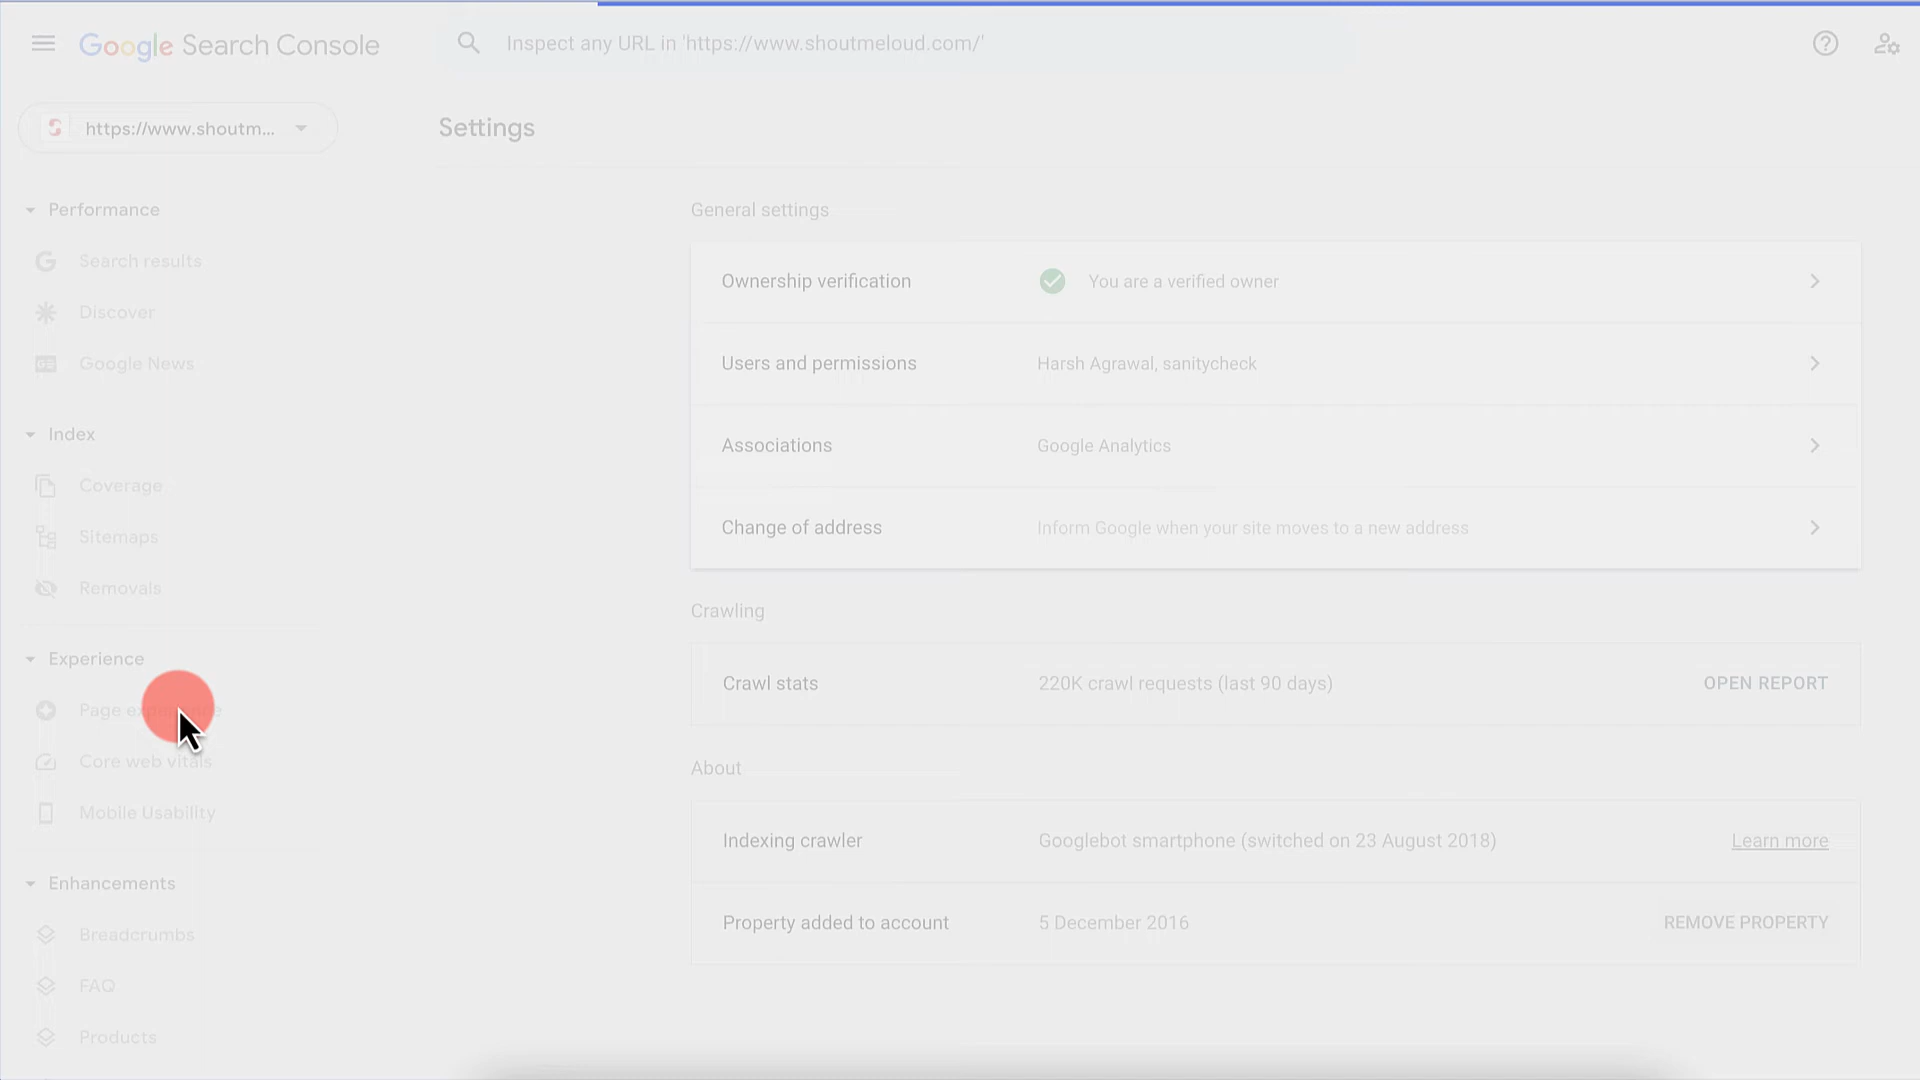 Google Search Console
Inspect any URL in 'https://www.shoutmeloud.com/'
https://www.shoutm...
Settings
Performance
Search results
Discover
Google News
Index
Coverage
Sitemaps
Removals
Experience
Page experience
Core web vitals
Mobile Usability
Enhancements
Breadcrumbs
FAQ
Products
General settings
Ownership verification You are a verified owner
Users and permissions Harsh Agrawal, sanitycheck
Associations Google Analytics
Change of address Inform Google when your site moves to a new address
Crawling
Crawl stats 220K crawl requests (last 90 days) OPEN REPORT
About
Indexing crawler Googlebot smartphone (switched on 23 August 2018) Learn more
Property added to account 5 December 2016 REMOVE PROPERTY